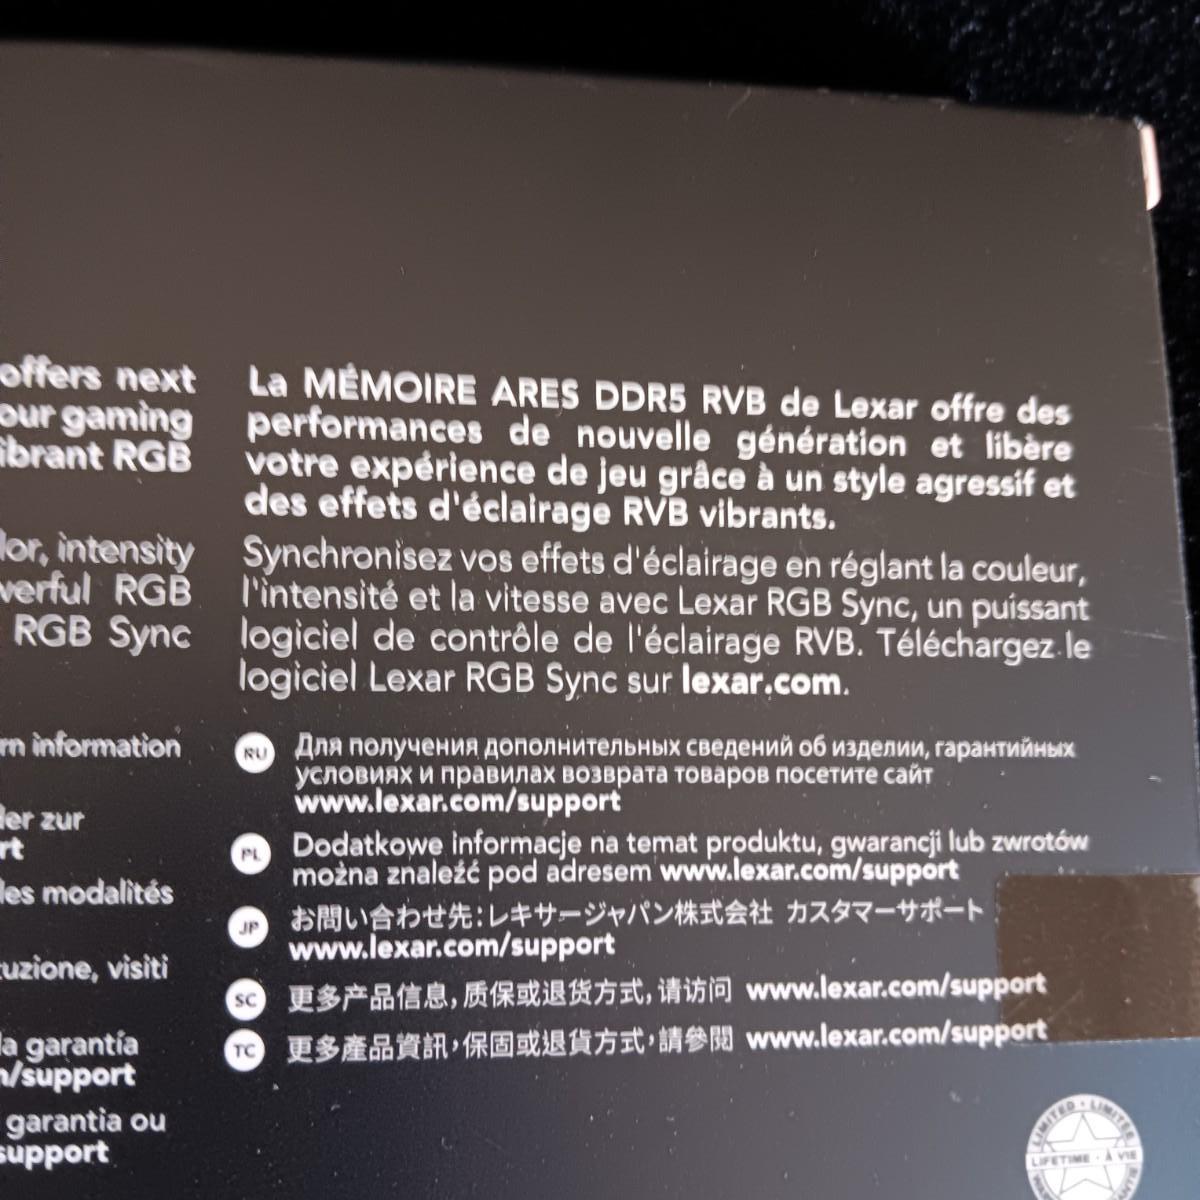 offers next
our gaming
ibrant RGB
lor, intensity
verful RGB
RGB Sync
m information
ler zur
rt
les modalités
tuzione, visiti
la garantía
n/support
garantia ou
support
La MÉMOIRE ARES DDR5 RVB de Lexar offre des
performances de nouvelle génération et libère
votre expérience de jeu grâce à un style agressif et
des effets d'éclairage RVB vibrants.
Synchronisez vos effets d'éclairage en réglant la couleur,
l'intensité et la vitesse avec Lexar RGB Sync, un puissant
logiciel de contrôle de l'éclairage RVB. Téléchargez le
logiciel Lexar RGB Sync sur lexar.com.
RU Для получения дополнительных сведений об изделии, гарантийных
условиях и правилах возврата товаров посетите сайт
www.lexar.com/support
PL Dodatkowe informacje na temat produktu, gwarancji lub zwrotów
można znaleźć pod adresem www.lexar.com/support
JP お問い合わせ先:レキサージャパン株式会社 カスタマーサポート
www.lexar.com/support
SC 更多产品信息,质保或退货方式,请访问 www.lexar.com/support
TC 更多產品資訊,保固或退貨方式,請參閱 www.lexar.com/support
LIMITED • LIMITÉE
LIFETIME • À VIE